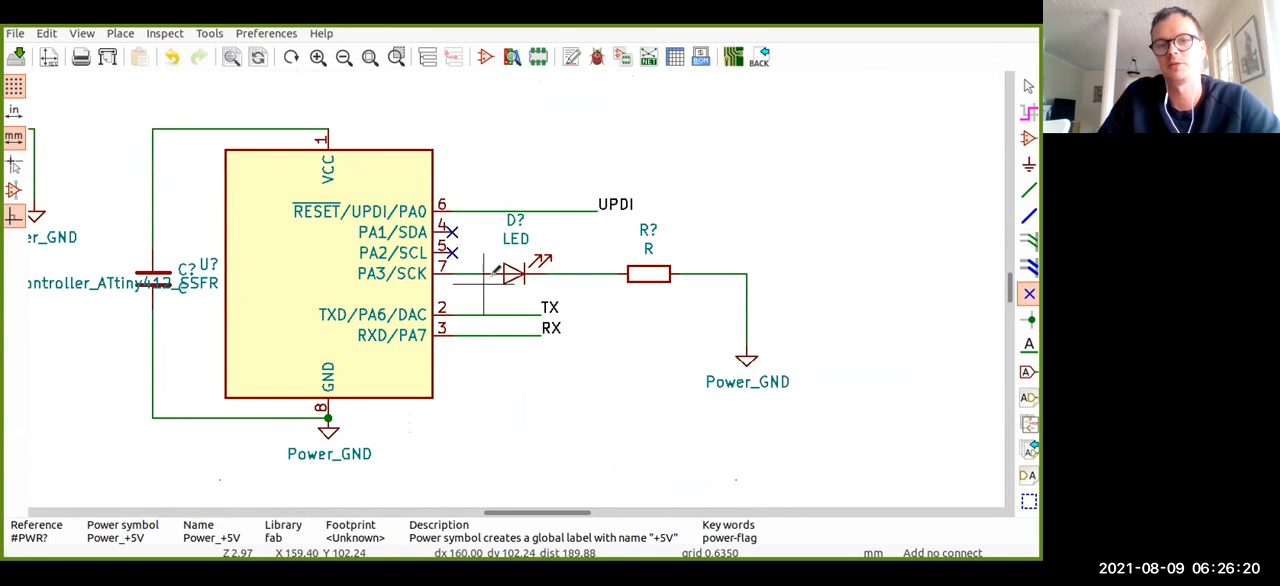 File Edit View Place Inspect Tools Preferences Help
NET BOM BACK
in
mm
A
A
AD
AD
DA
1
VCC
RESET/UPDI/PA0 6 UPDI
PA1/SDA 4
PA2/SCL 5
PA3/SCK 7
TXD/PA6/DAC 2 TX
RXD/PA7 3 RX
GND
8
D?
LED
R?
R
er_GND
C? U?
C
ontroller_ATtiny412_SSFR
Power_GND
Power_GND
Reference Power symbol Name Library Footprint Description Key words
#PWR? Power_+5V Power_+5V fab <Unknown> Power symbol creates a global label with name "+5V" power-flag
Z 2.97 X 159.40 Y 102.24 dx 160.00 dy 102.24 dist 189.88 grid 0.6350 mm Add no connect
2021-08-09 06:26:20